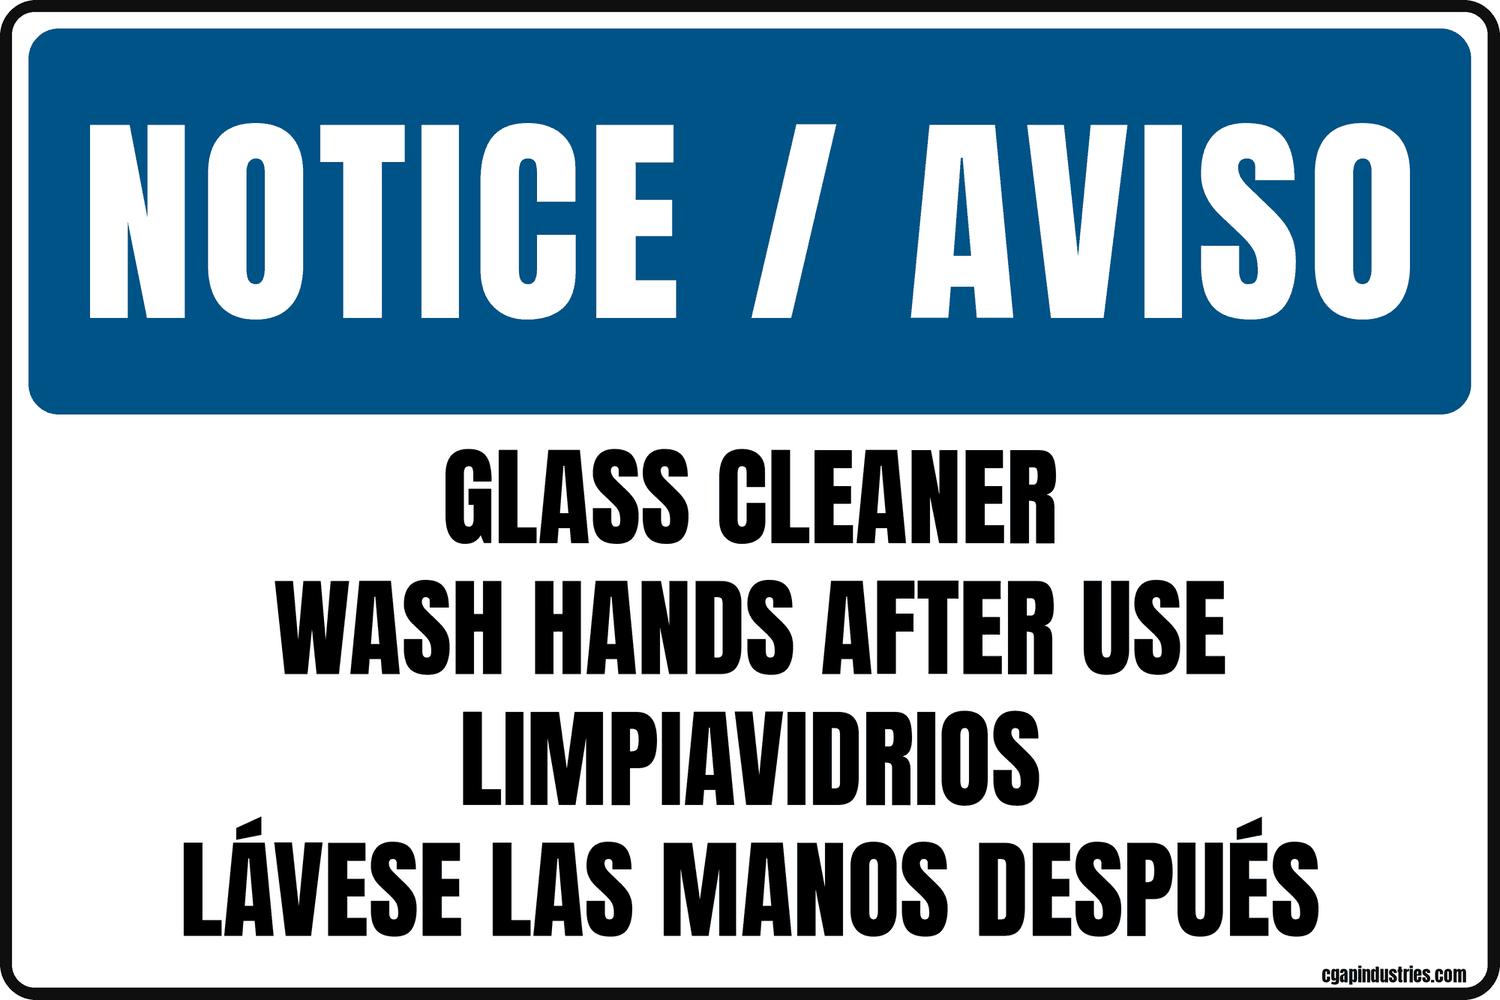 NOTICE / AVISO
GLASS CLEANER
WASH HANDS AFTER USE
LIMPIAVIDRIOS
LÁVESE LAS MANOS DESPUÉS
cgapindustries.com